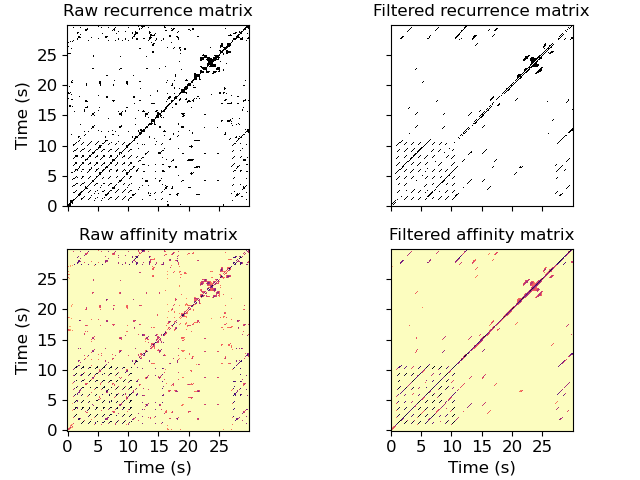 Raw recurrence matrix
Filtered recurrence matrix
Time (s)
25
20
15
10
5
0
Raw affinity matrix
Filtered affinity matrix
Time (s)
25
20
15
10
5
0
0 5 10 15 20 25
0 5 10 15 20 25
Time (s)
Time (s)